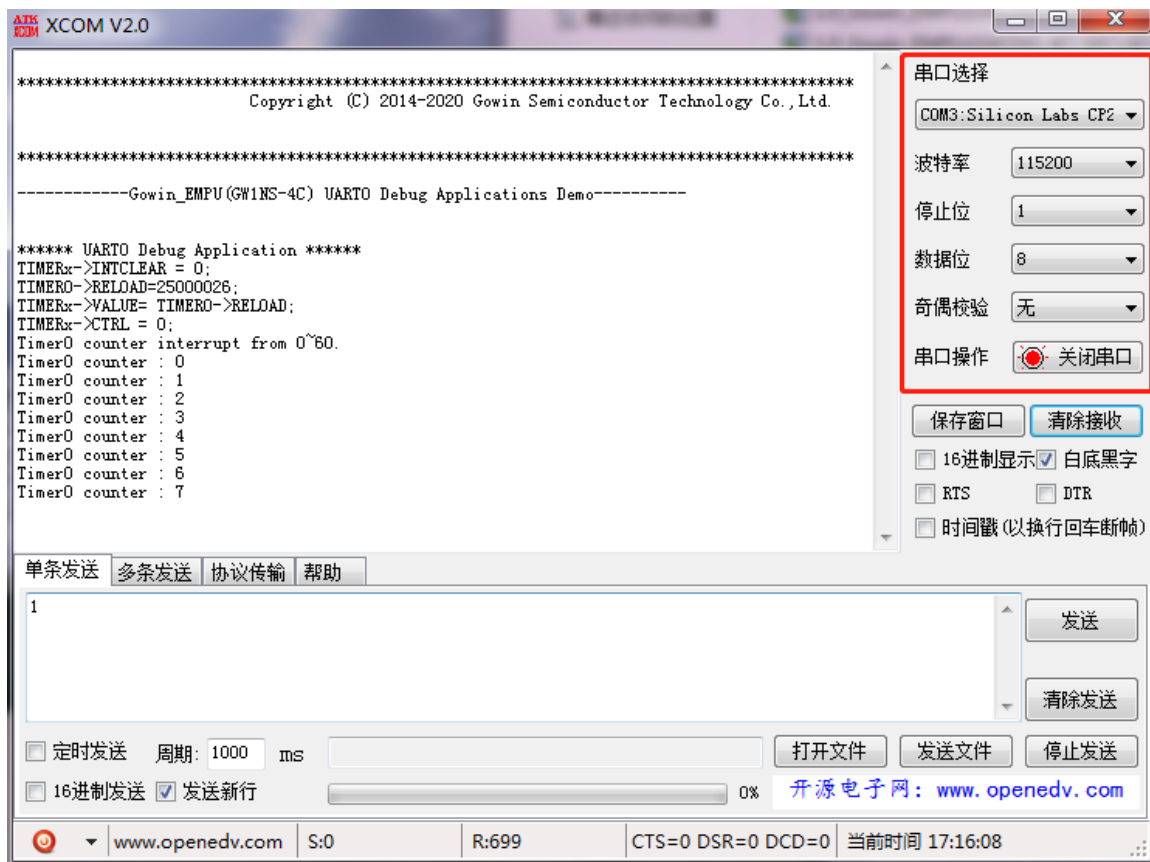 ATK XCOM XCOM V2.0
****************************************************************************************
Copyright (C) 2014-2020 Gowin Semiconductor Technology Co.,Ltd.
****************************************************************************************
------------Gowin_EMPU(GW1NS-4C) UART0 Debug Applications Demo----------
****** UART0 Debug Application ******
TIMERx->INTCLEAR = 0;
TIMER0->RELOAD=25000026;
TIMERx->VALUE= TIMER0->RELOAD;
TIMERx->CTRL = 0;
Timer0 counter interrupt from 0~60.
Timer0 counter : 0
Timer0 counter : 1
Timer0 counter : 2
Timer0 counter : 3
Timer0 counter : 4
Timer0 counter : 5
Timer0 counter : 6
Timer0 counter : 7
串口选择
COM3:Silicon Labs CP2
波特率 115200
停止位 1
数据位 8
奇偶校验 无
串口操作 关闭串口
保存窗口 清除接收
16进制显示 白底黑字
RTS DTR
时间戳(以换行回车断帧)
单条发送 多条发送 协议传输 帮助
1
发送
清除发送
定时发送 周期: 1000 ms 打开文件 发送文件 停止发送
16进制发送 发送新行 0% 开源电子网: www.openedv.com
www.openedv.com S:0 R:699 CTS=0 DSR=0 DCD=0 当前时间 17:16:08